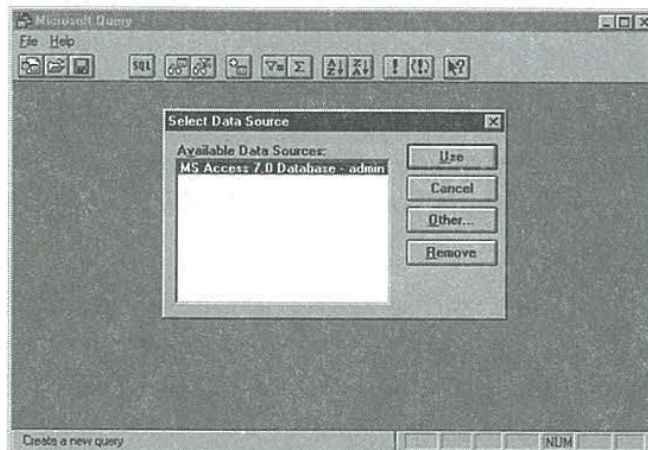 Microsoft Query
File Help
SQL
Select Data Source
Available Data Sources:
MS Access 7.0 Database - admin
Use
Cancel
Other...
Remove
Create a new query
NUM